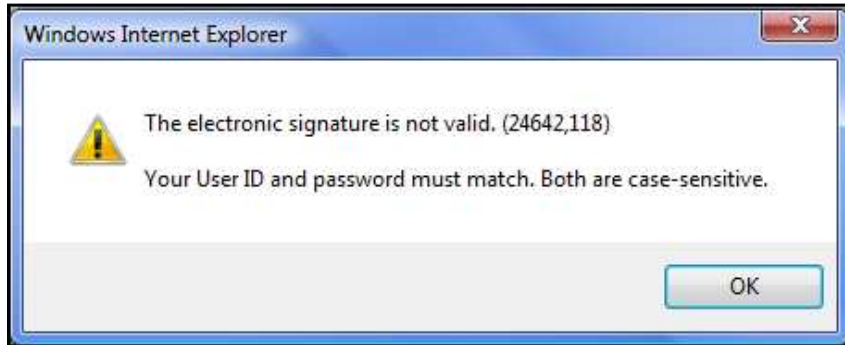 Windows Internet Explorer
The electronic signature is not valid. (24642,118)
Your User ID and password must match. Both are case-sensitive.
OK